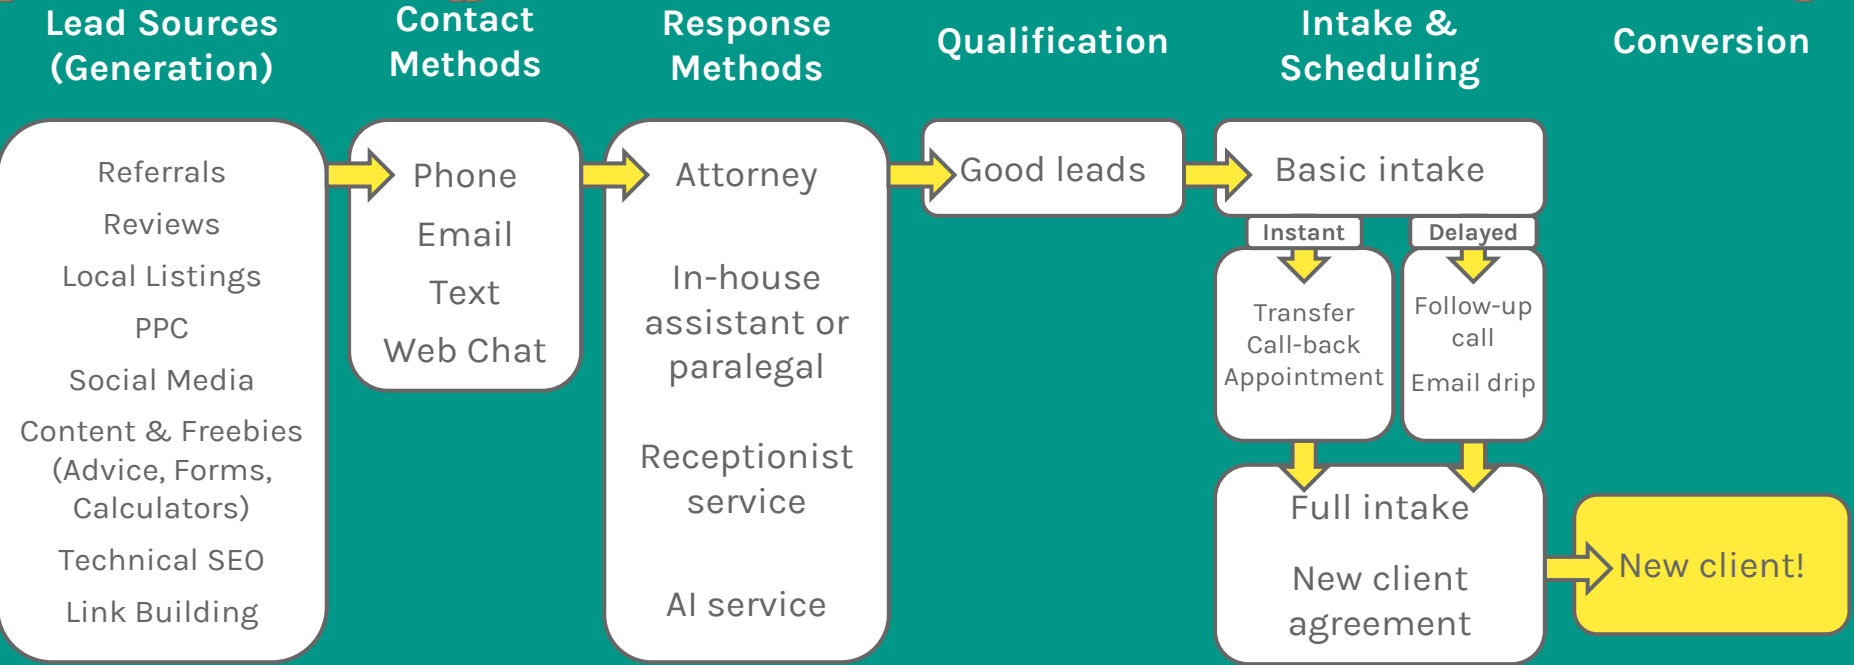 Lead Sources
(Generation)
Contact
Methods
Response
Methods
Qualification
Intake &
Scheduling
Conversion
Referrals
Reviews
Local Listings
PPC
Social Media
Content & Freebies
(Advice, Forms,
Calculators)
Technical SEO
Link Building
Phone
Email
Text
Web Chat
Attorney
In-house
assistant or
paralegal
Receptionist
service
AI service
Good leads
Basic intake
Instant
Transfer
Call-back
Appointment
Delayed
Follow-up
call
Email drip
Full intake
New client
agreement
New client!